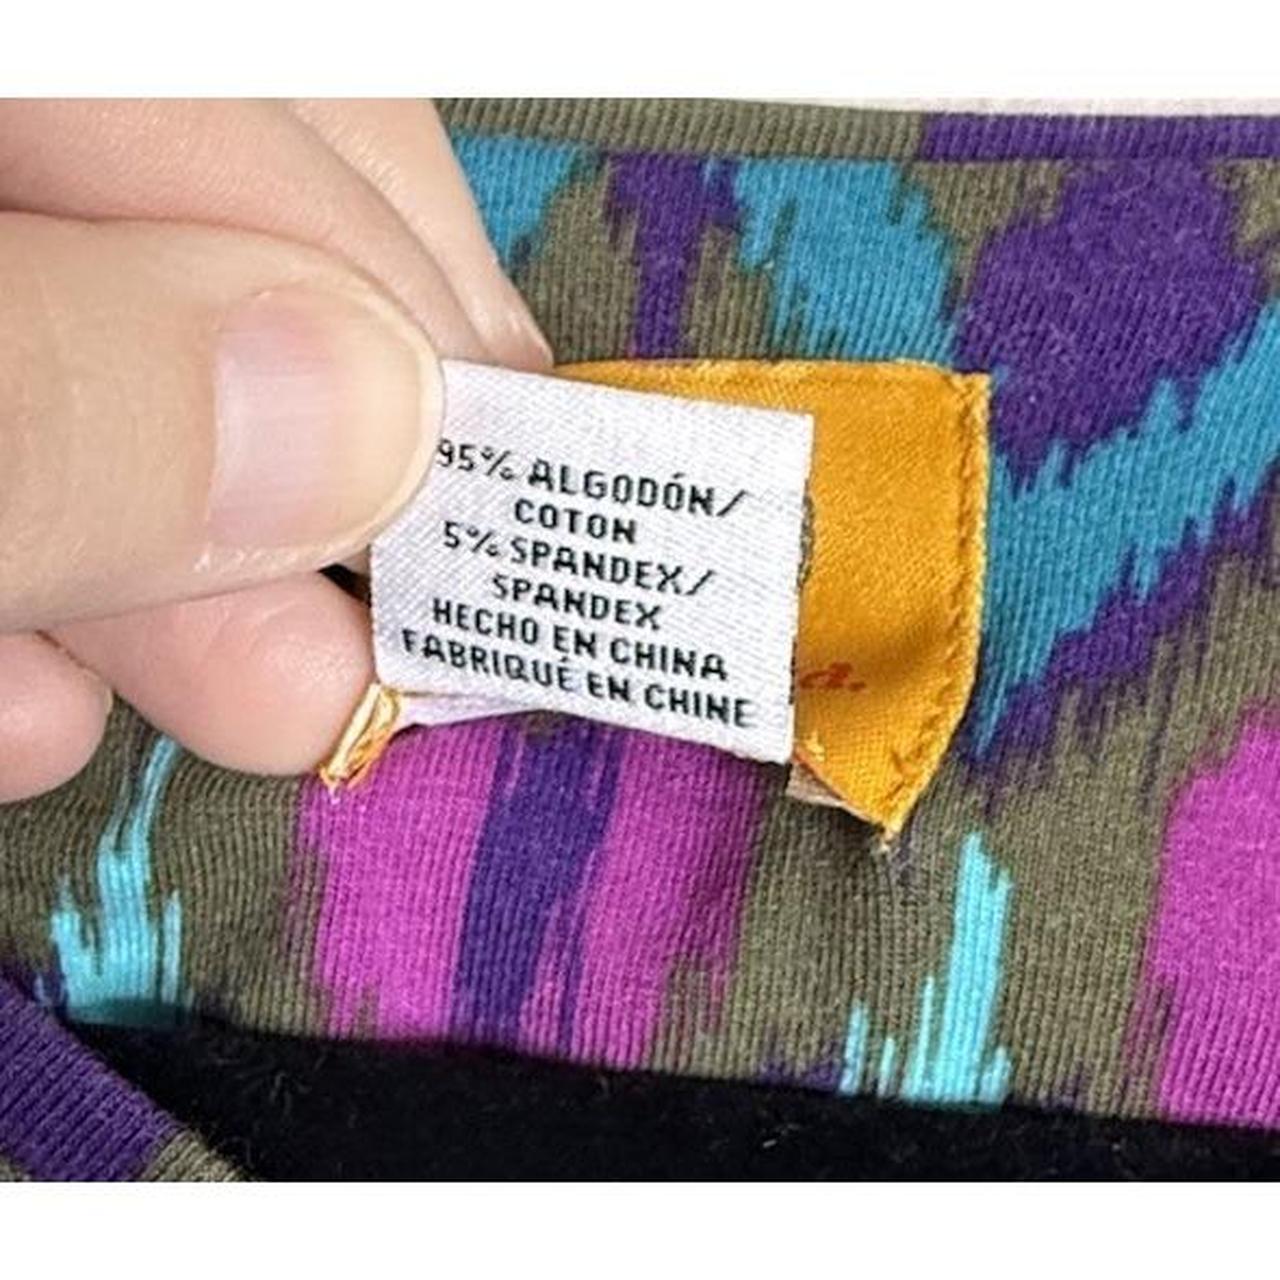 95% ALGODÓN/
COTON
5% SPANDEX/
SPANDEX
HECHO EN CHINA
FABRIQUÉ EN CHINE